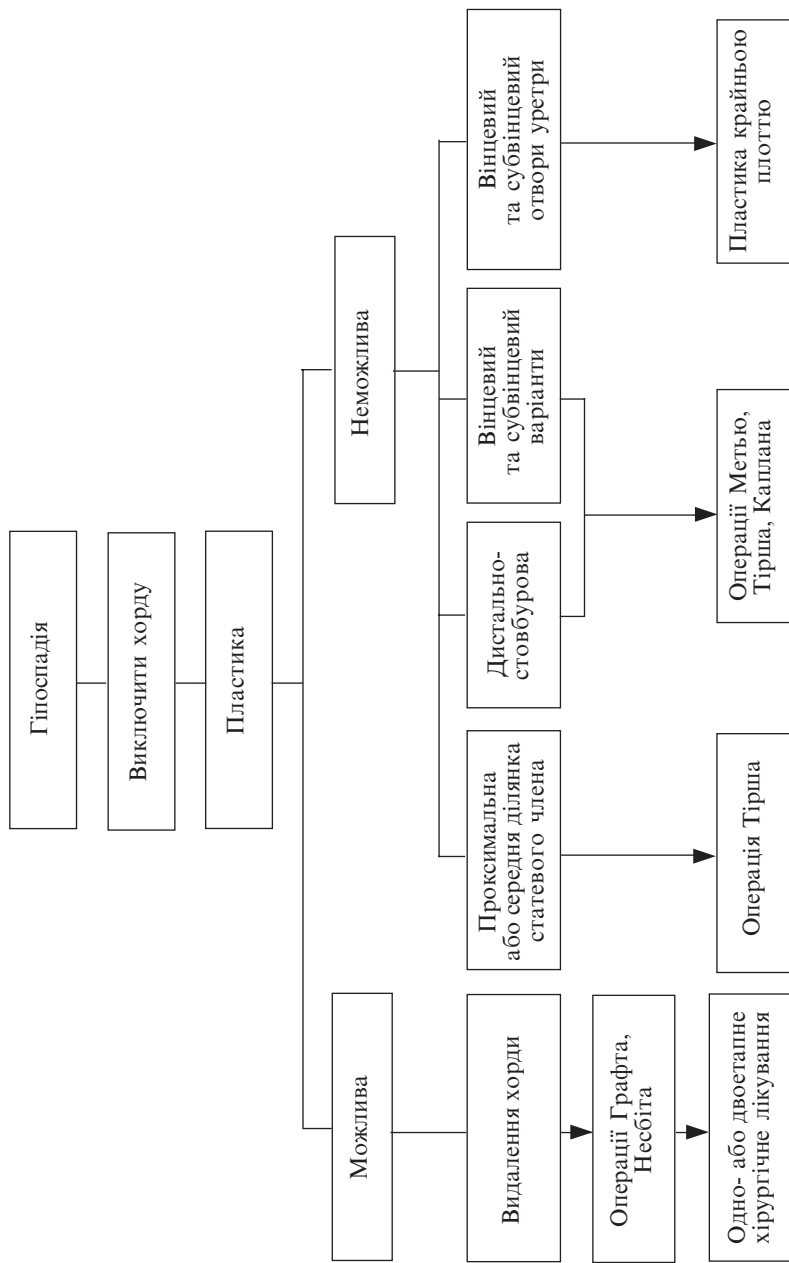 Гіпоспадія
Виключити хорду
Пластика
Можлива
Неможлива
Видалення хорди
Проксимальна
або середня ділянка
статевого члена
Дистально-
стовбурова
Вінцевий
та субвінцевий
варіанти
Вінцевий
та субвінцевий
отвори уретри
Операції Графта,
Несбіта
Одно- або двоетапне
хірургічне лікування
Операція Тірша
Операції Метью,
Тірша, Каплана
Пластика крайньою
плоттю